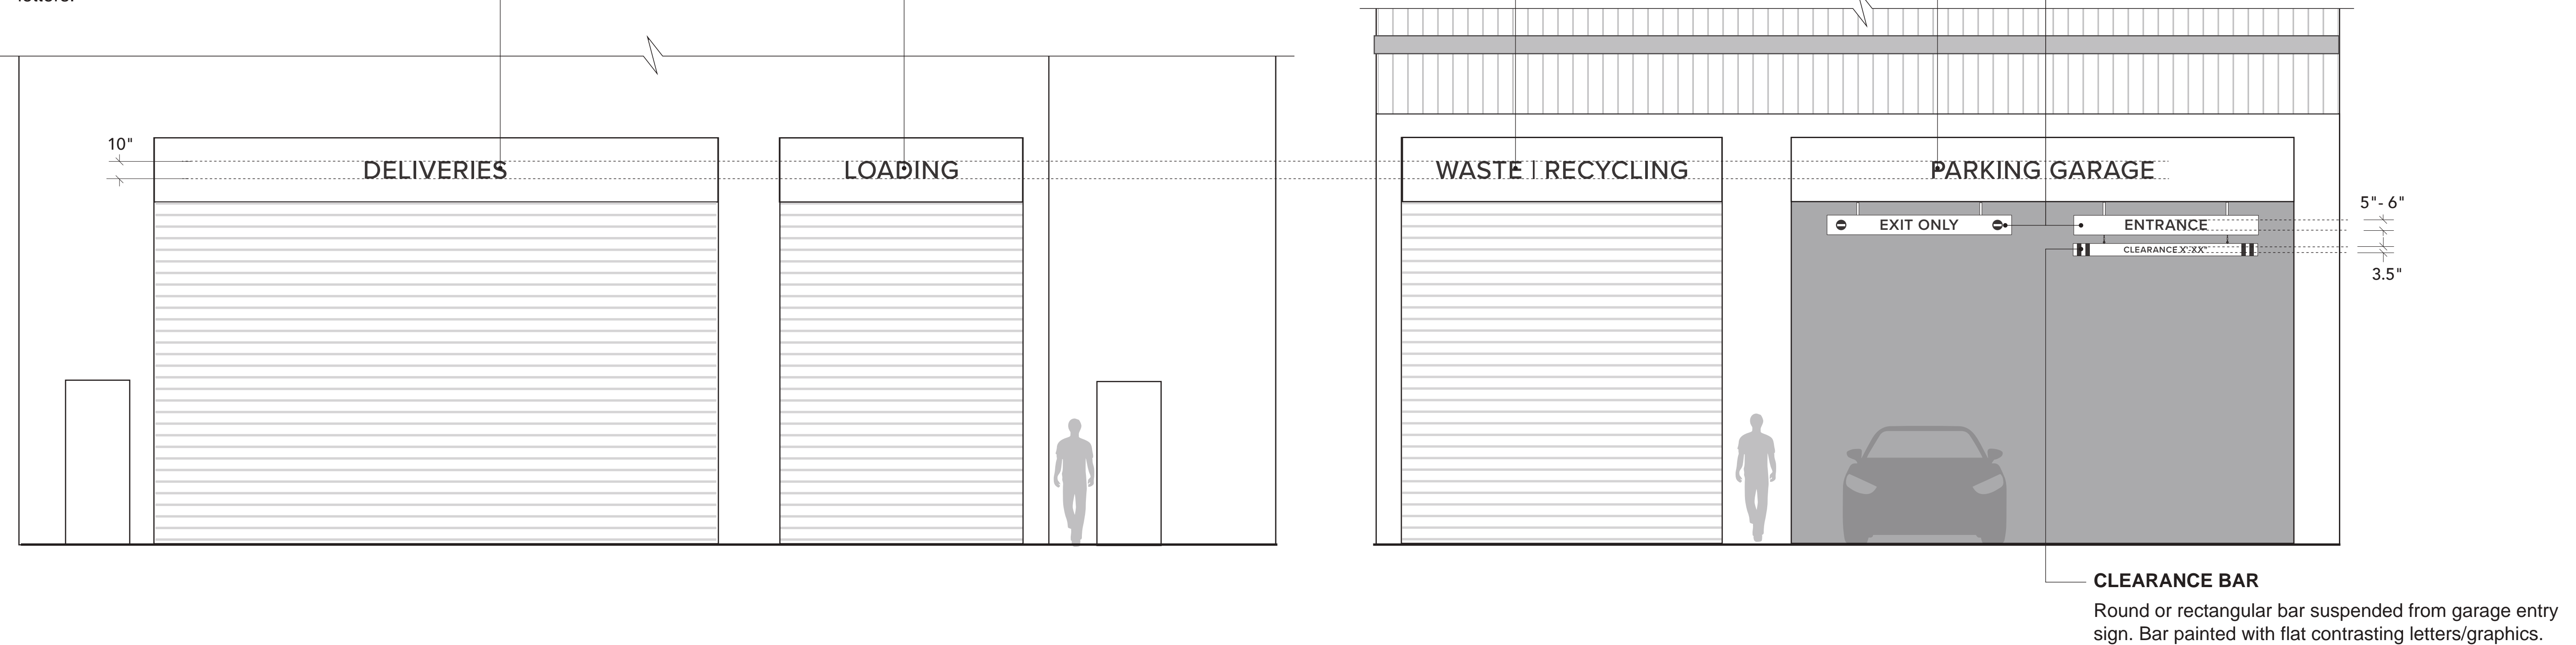 letters.
10"
DELIVERIES
LOADING
WASTE | RECYCLING
PARKING GARAGE
5"- 6"
EXIT ONLY
ENTRANCE
CLEARANCE X'-XX"
3.5"
CLEARANCE BAR
Round or rectangular bar suspended from garage entry
sign. Bar painted with flat contrasting letters/graphics.